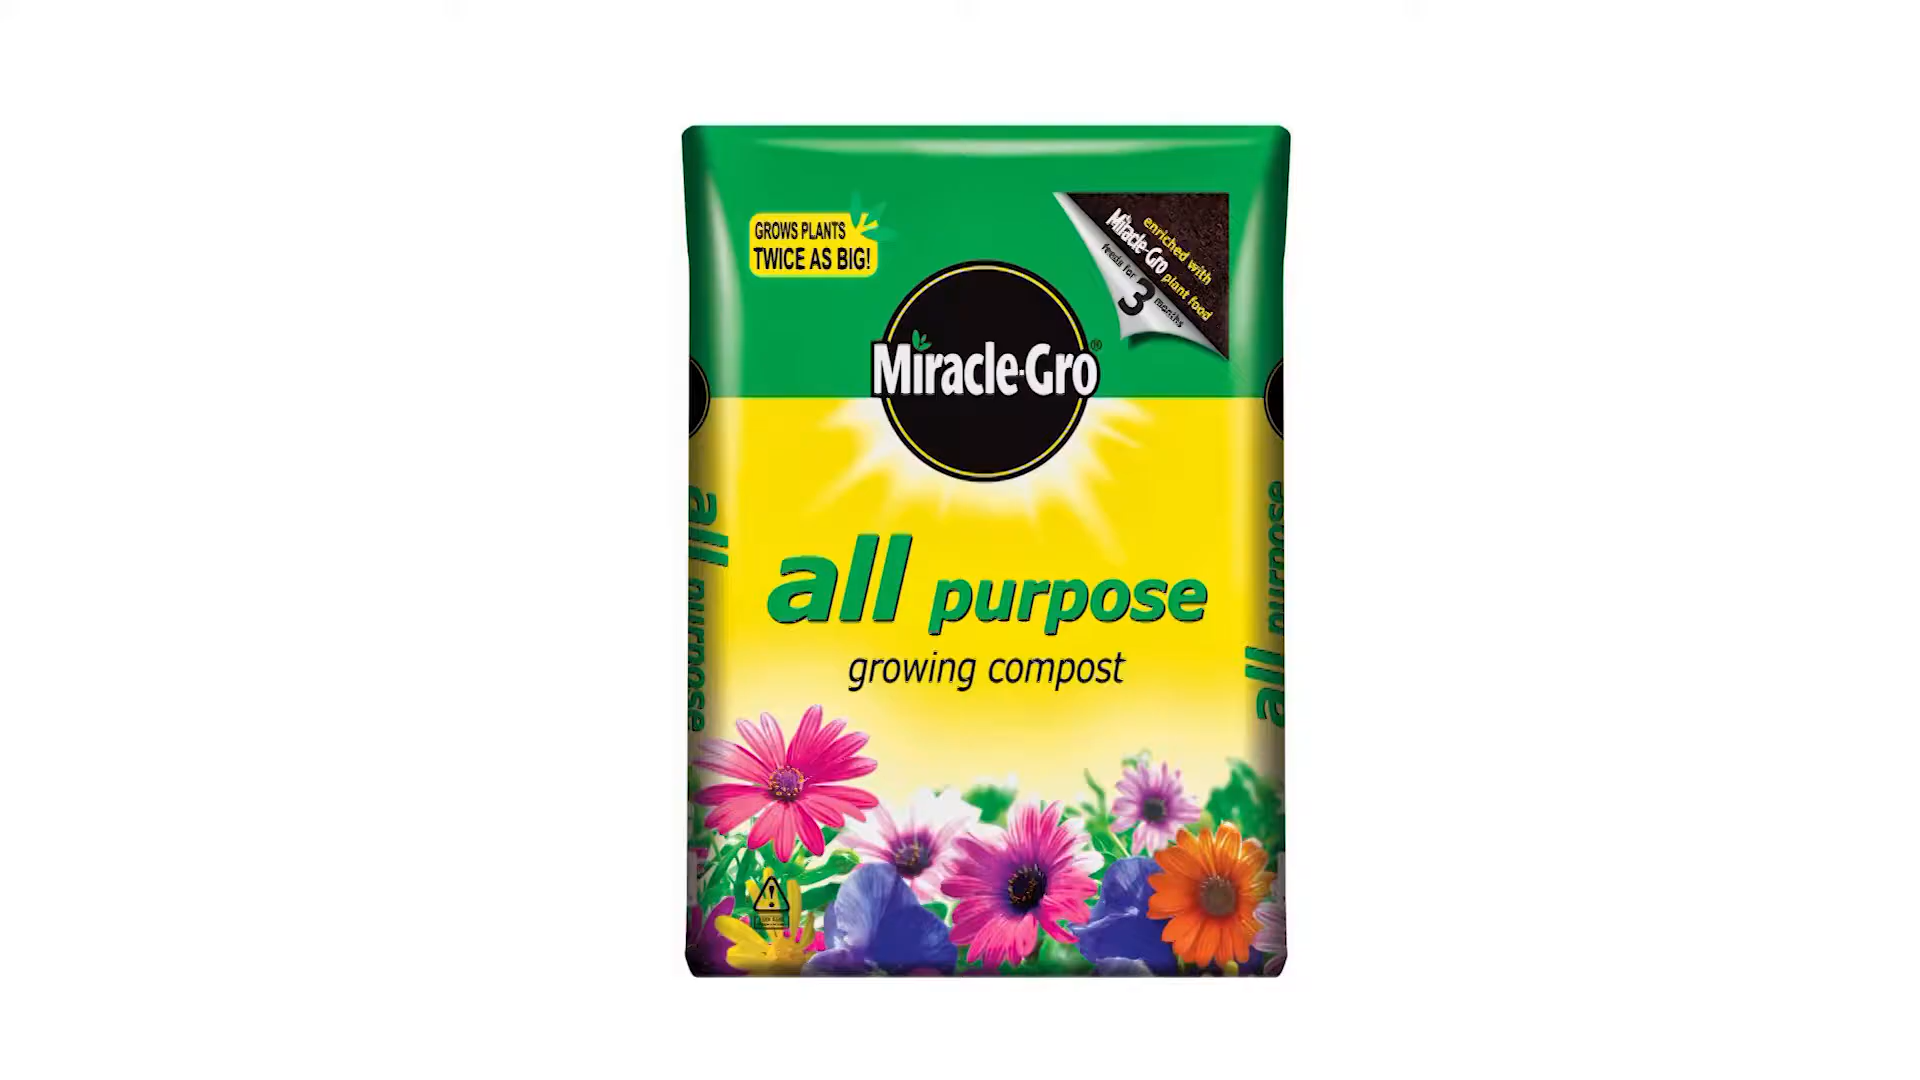 GROWS PLANTS
TWICE AS BIG!
enriched with
Miracle-Gro plant food
feeds for
3 months
Miracle-Gro®
all purpose
growing compost
all purpose
all purpose